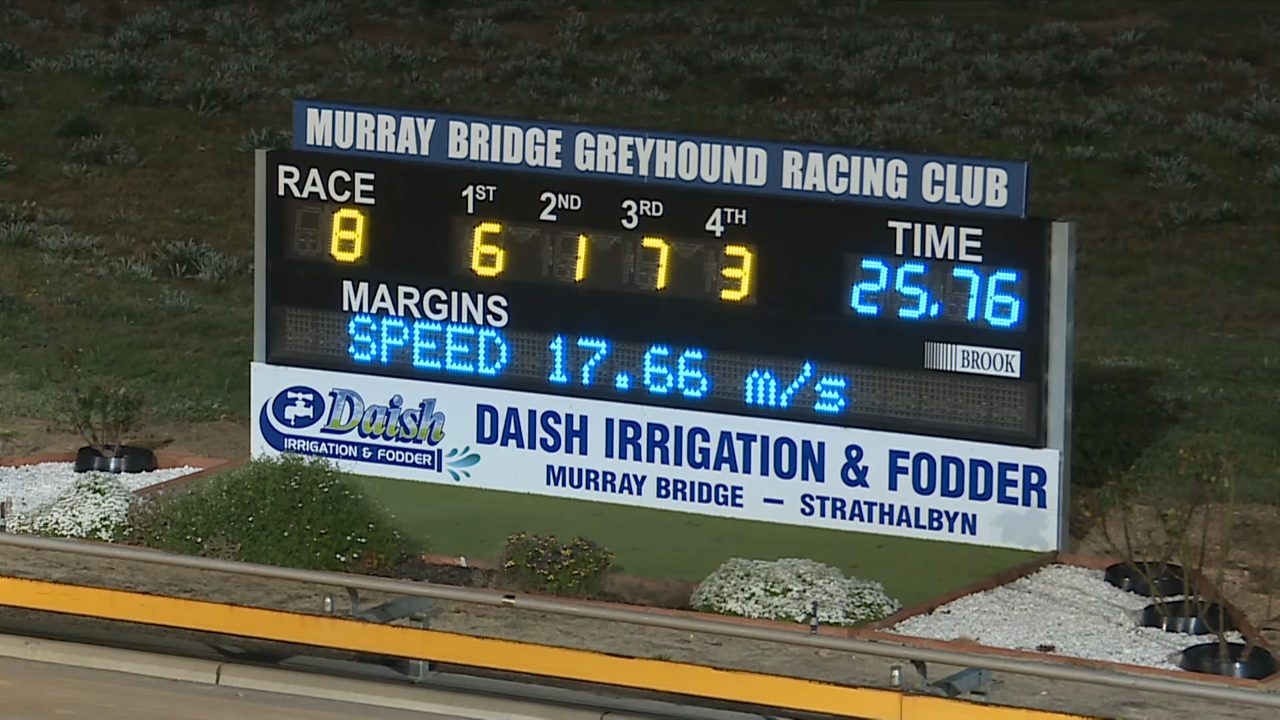 MURRAY BRIDGE GREYHOUND RACING CLUB
RACE 1ST 2ND 3RD 4TH TIME
8 6 1 7 3 25.76
MARGINS
SPEED 17.66 m/s
BROOK
Daish
IRRIGATION & FODDER
DAISH IRRIGATION & FODDER
MURRAY BRIDGE — STRATHALBYN